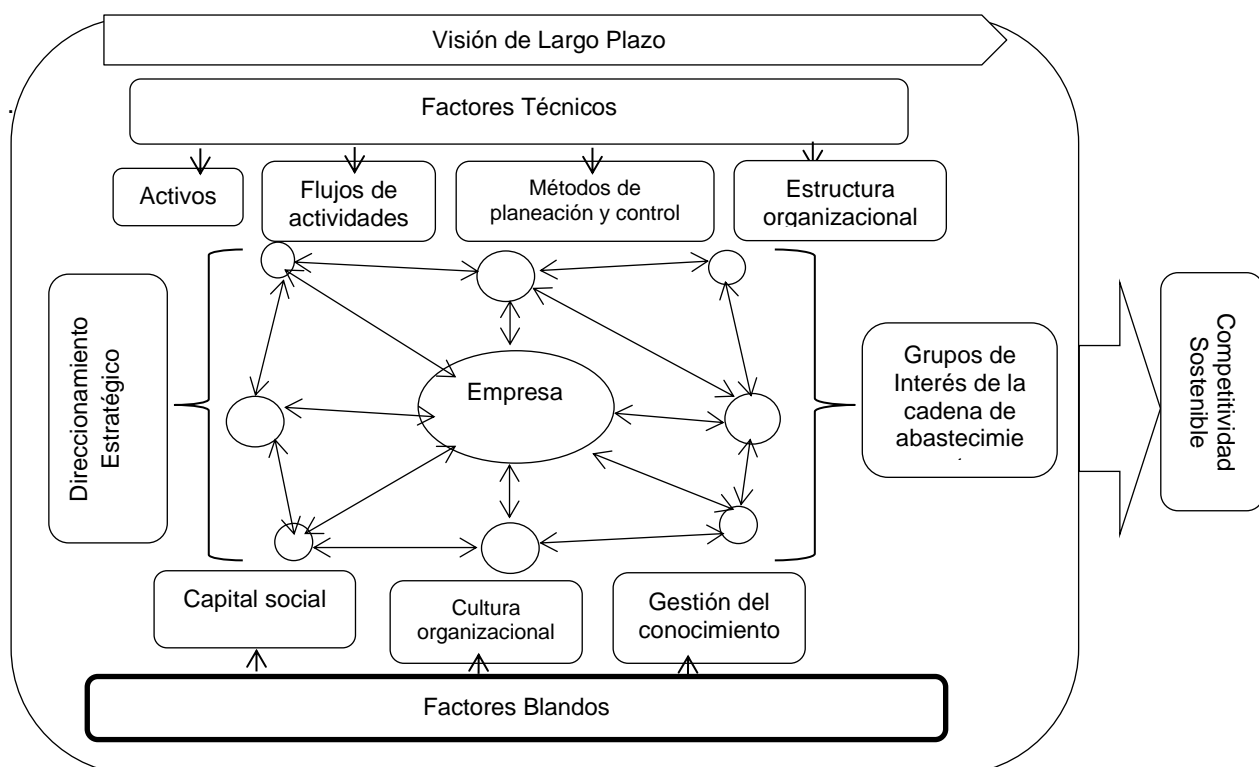 Visión de Largo Plazo
Factores Técnicos
Activos
Flujos de
actividades
Métodos de
planeación y control
Estructura
organizacional
Direccionamiento
Estratégico
Empresa
Grupos de
Interés de la
cadena de
abastecimie
Competitividad
Sostenible
Capital social
Cultura
organizacional
Gestión del
conocimiento
Factores Blandos